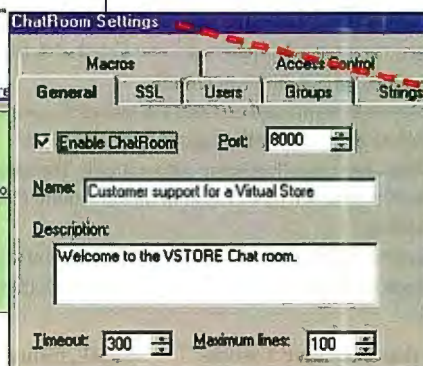 ChatRoom Settings
Macros Access Control
General SSL Users Groups Strings
Enable ChatRoom Port: 8000
Name: Customer support for a Virtual Store
Description:
Welcome to the VSTORE Chat room.
Timeout: 300 Maximum lines: 100